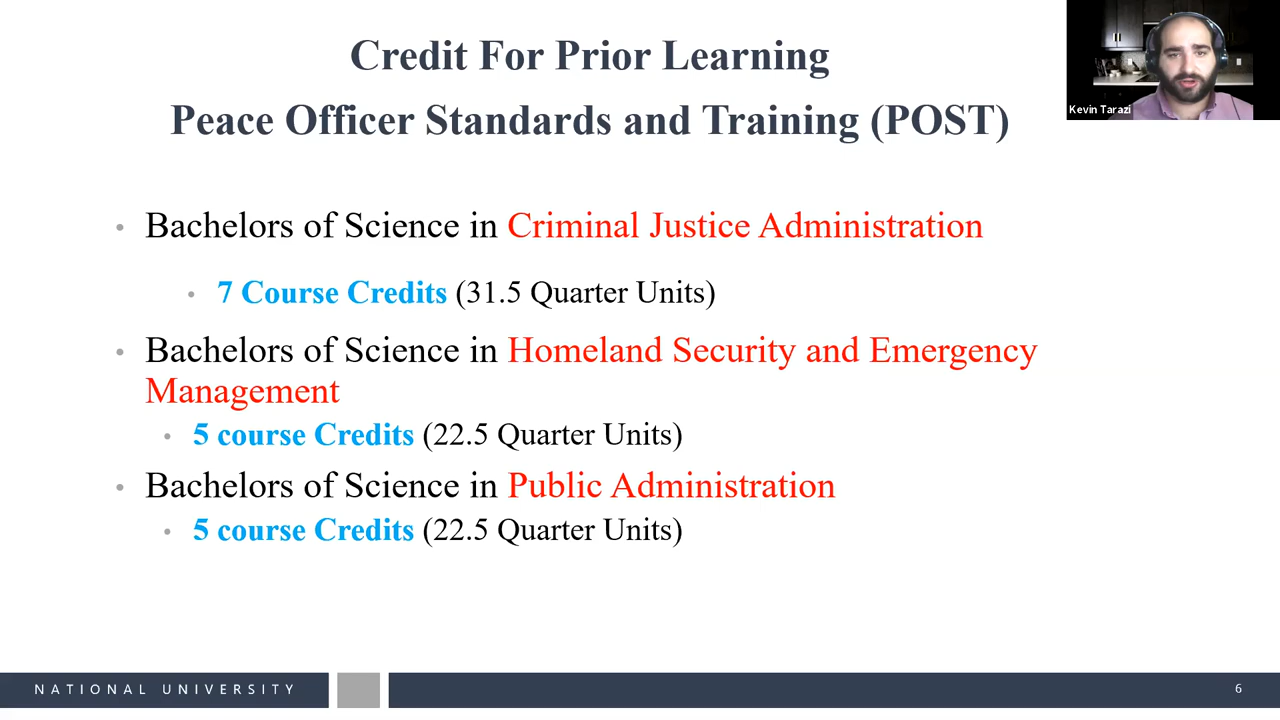 Credit For Prior Learning
Peace Officer Standards and Training (POST)
Kevin Tarazi
• Bachelors of Science in Criminal Justice Administration
• 7 Course Credits (31.5 Quarter Units)
• Bachelors of Science in Homeland Security and Emergency
Management
• 5 course Credits (22.5 Quarter Units)
• Bachelors of Science in Public Administration
• 5 course Credits (22.5 Quarter Units)
NATIONAL UNIVERSITY
6